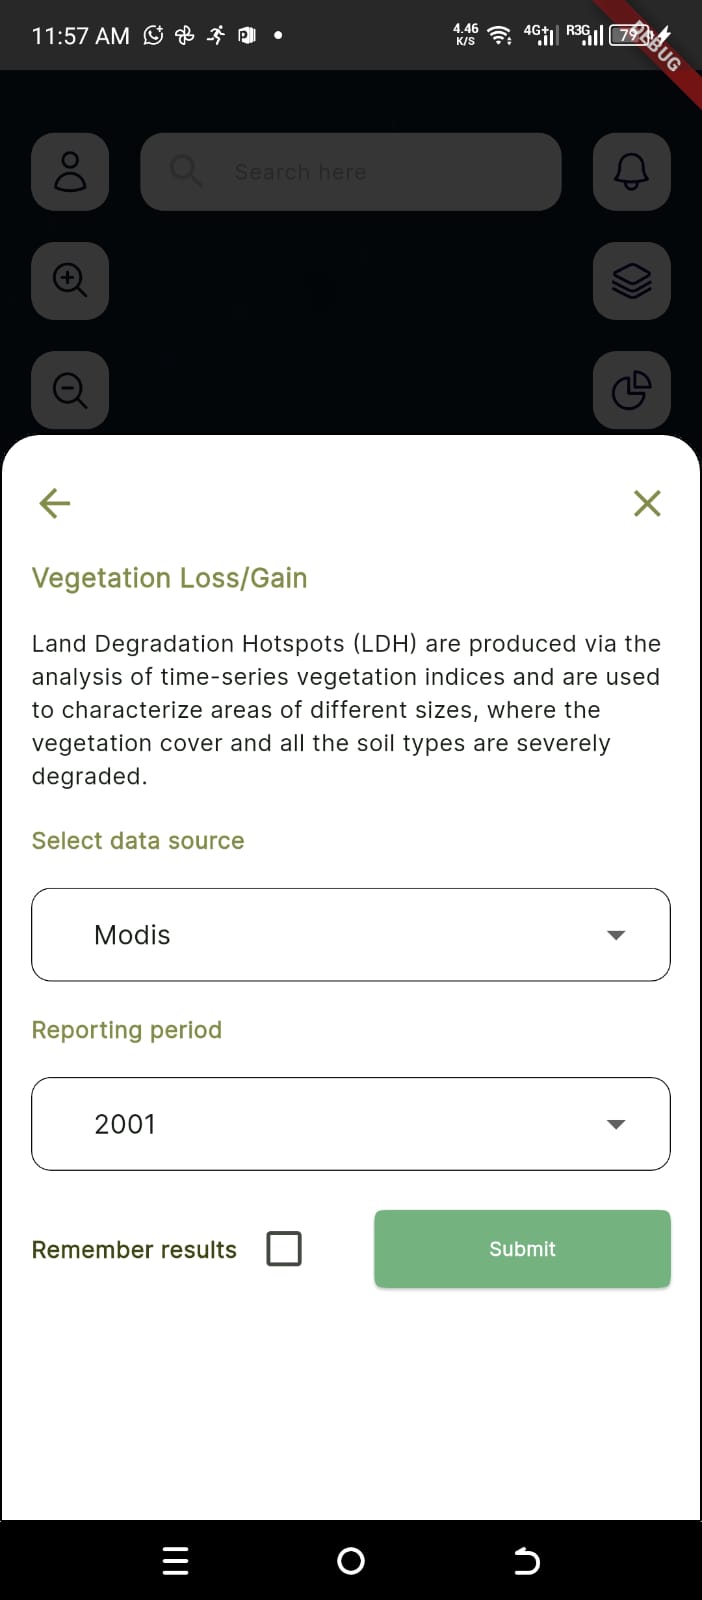 11:57 AM
4.46 K/S
4G+
R3G
79
DEBUG
Search here
Vegetation Loss/Gain
Land Degradation Hotspots (LDH) are produced via the
analysis of time-series vegetation indices and are used
to characterize areas of different sizes, where the
vegetation cover and all the soil types are severely
degraded.
Select data source
Modis
Reporting period
2001
Remember results
Submit